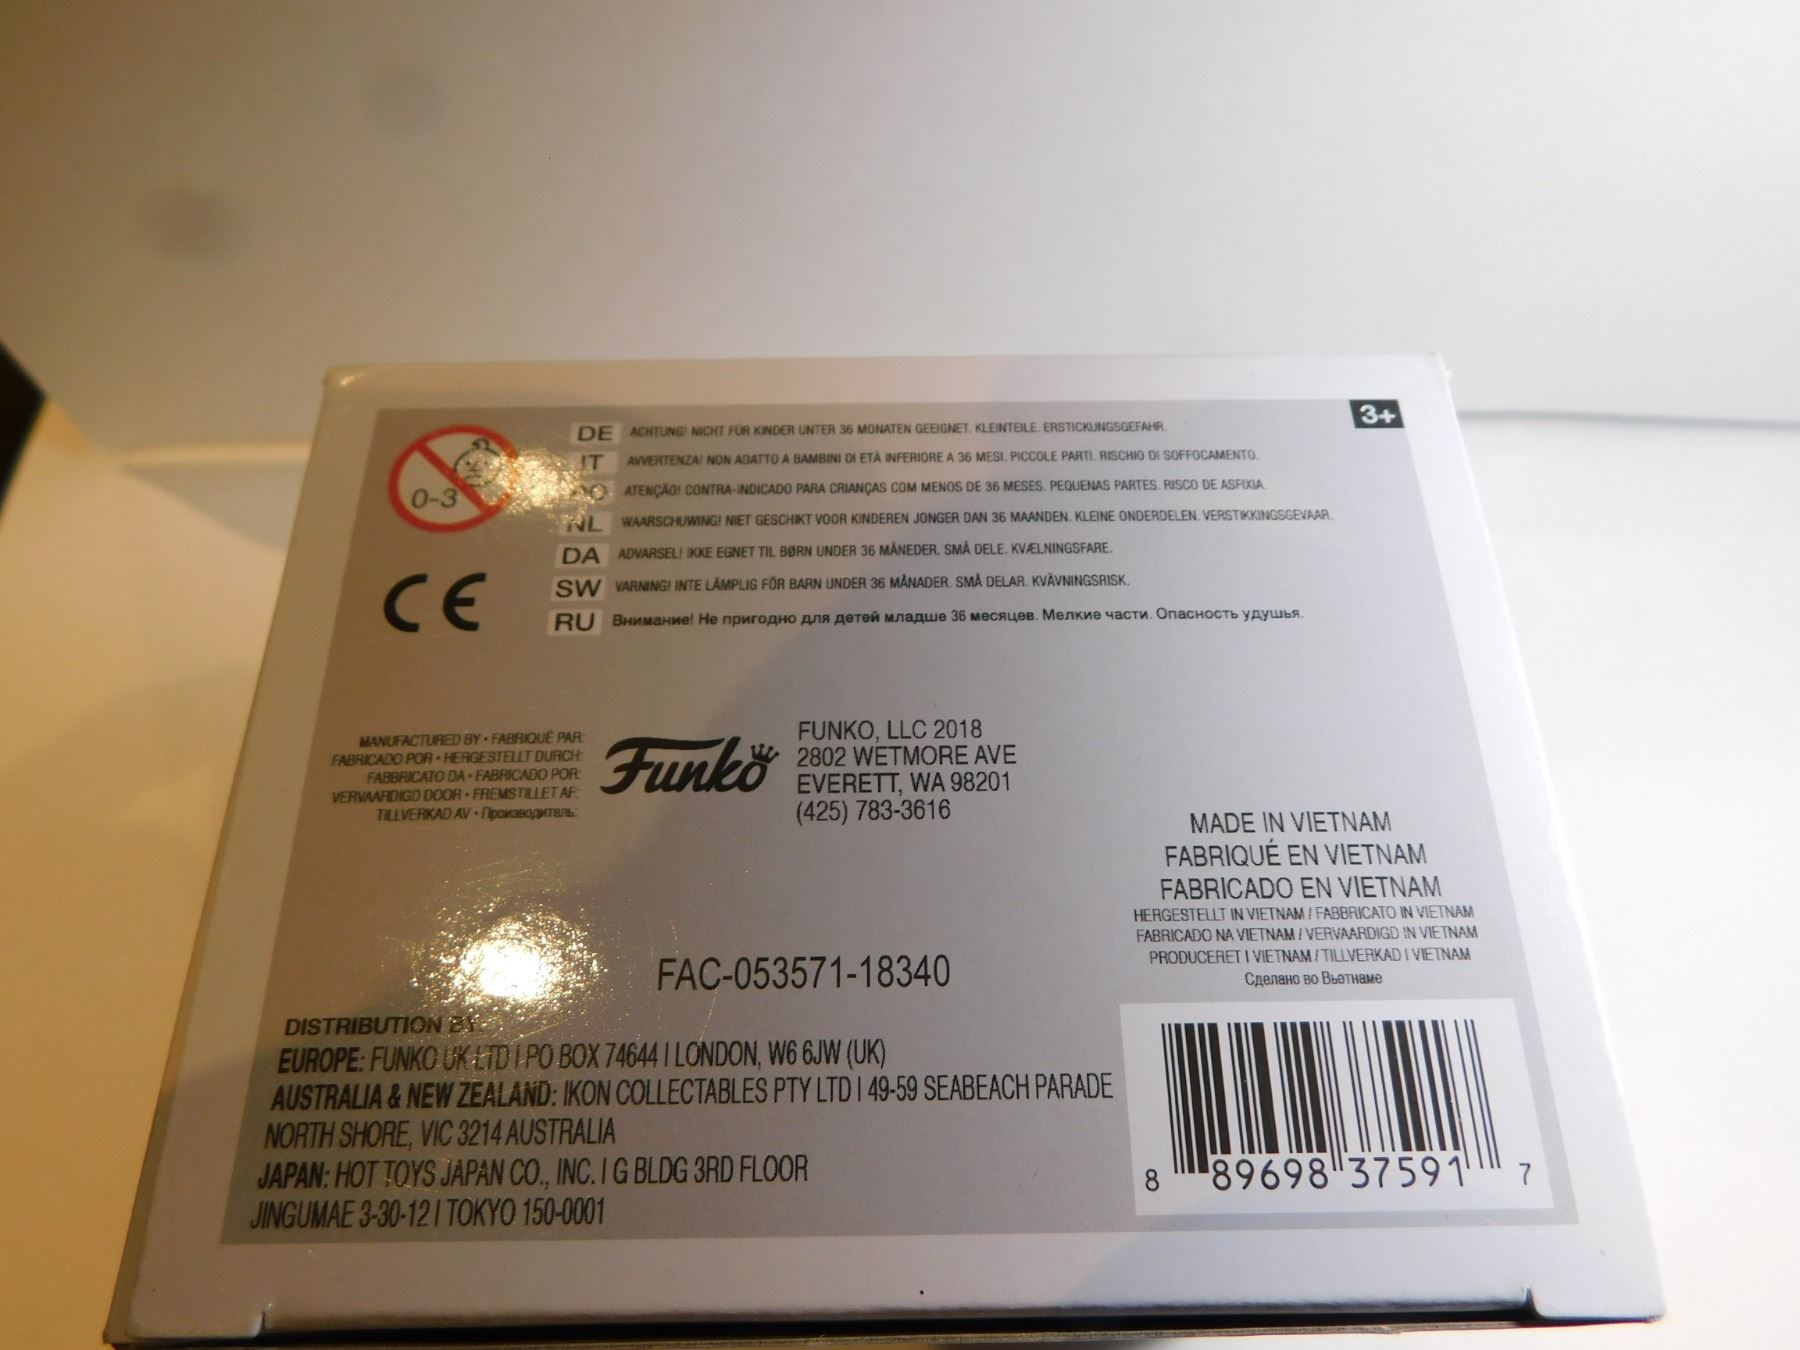 3+
0-3
DE ACHTUNG! NICHT FÜR KINDER UNTER 36 MONATEN GEEIGNET. KLEINTEILE. ERSTICKUNGSGEFAHR.
IT AVVERTENZA! NON ADATTO A BAMBINI DI ETÀ INFERIORE A 36 MESI. PICCOLE PARTI. RISCHIO DI SOFFOCAMENTO.
ATENÇÃO! CONTRA-INDICADO PARA CRIANÇAS COM MENOS DE 36 MESES. PEQUENAS PARTES. RISCO DE ASFIXIA.
NL WAARSCHUWING! NIET GESCHIKT VOOR KINDEREN JONGER DAN 36 MAANDEN. KLEINE ONDERDELEN. VERSTIKKINGSGEVAAR.
DA ADVARSEL! IKKE EGNET TIL BØRN UNDER 36 MÅNEDER. SMÅ DELE. KVÆLNINGSFARE.
SW VARNING! INTE LÄMPLIG FÖR BARN UNDER 36 MÅNADER. SMÅ DELAR. KVÄVNINGSRISK.
RU Внимание! Не пригодно для детей младше 36 месяцев. Мелкие части. Опасность удушья.
CE
MANUFACTURED BY • FABRIQUÉ PAR:
FABRICADO POR • HERGESTELLT DURCH:
FABBRICATO DA • FABRICADO POR:
VERVAARDIGD DOOR • FREMSTILLET AF:
TILLVERKAD AV • Производитель:
Funko
FUNKO, LLC 2018
2802 WETMORE AVE
EVERETT, WA 98201
(425) 783-3616
MADE IN VIETNAM
FABRIQUÉ EN VIETNAM
FABRICADO EN VIETNAM
HERGESTELLT IN VIETNAM / FABBRICATO IN VIETNAM
FABRICADO NA VIETNAM / VERVAARDIGD IN VIETNAM
PRODUCERET I VIETNAM / TILLVERKAD I VIETNAM
Сделано во Вьетнаме
FAC-053571-18340
DISTRIBUTION BY:
EUROPE: FUNKO UK LTD | PO BOX 74644 | LONDON, W6 6JW (UK)
AUSTRALIA & NEW ZEALAND: IKON COLLECTABLES PTY LTD | 49-59 SEABEACH PARADE
NORTH SHORE, VIC 3214 AUSTRALIA
JAPAN: HOT TOYS JAPAN CO., INC. | G BLDG 3RD FLOOR
JINGUMAE 3-30-12 | TOKYO 150-0001
8 89698 37591 7